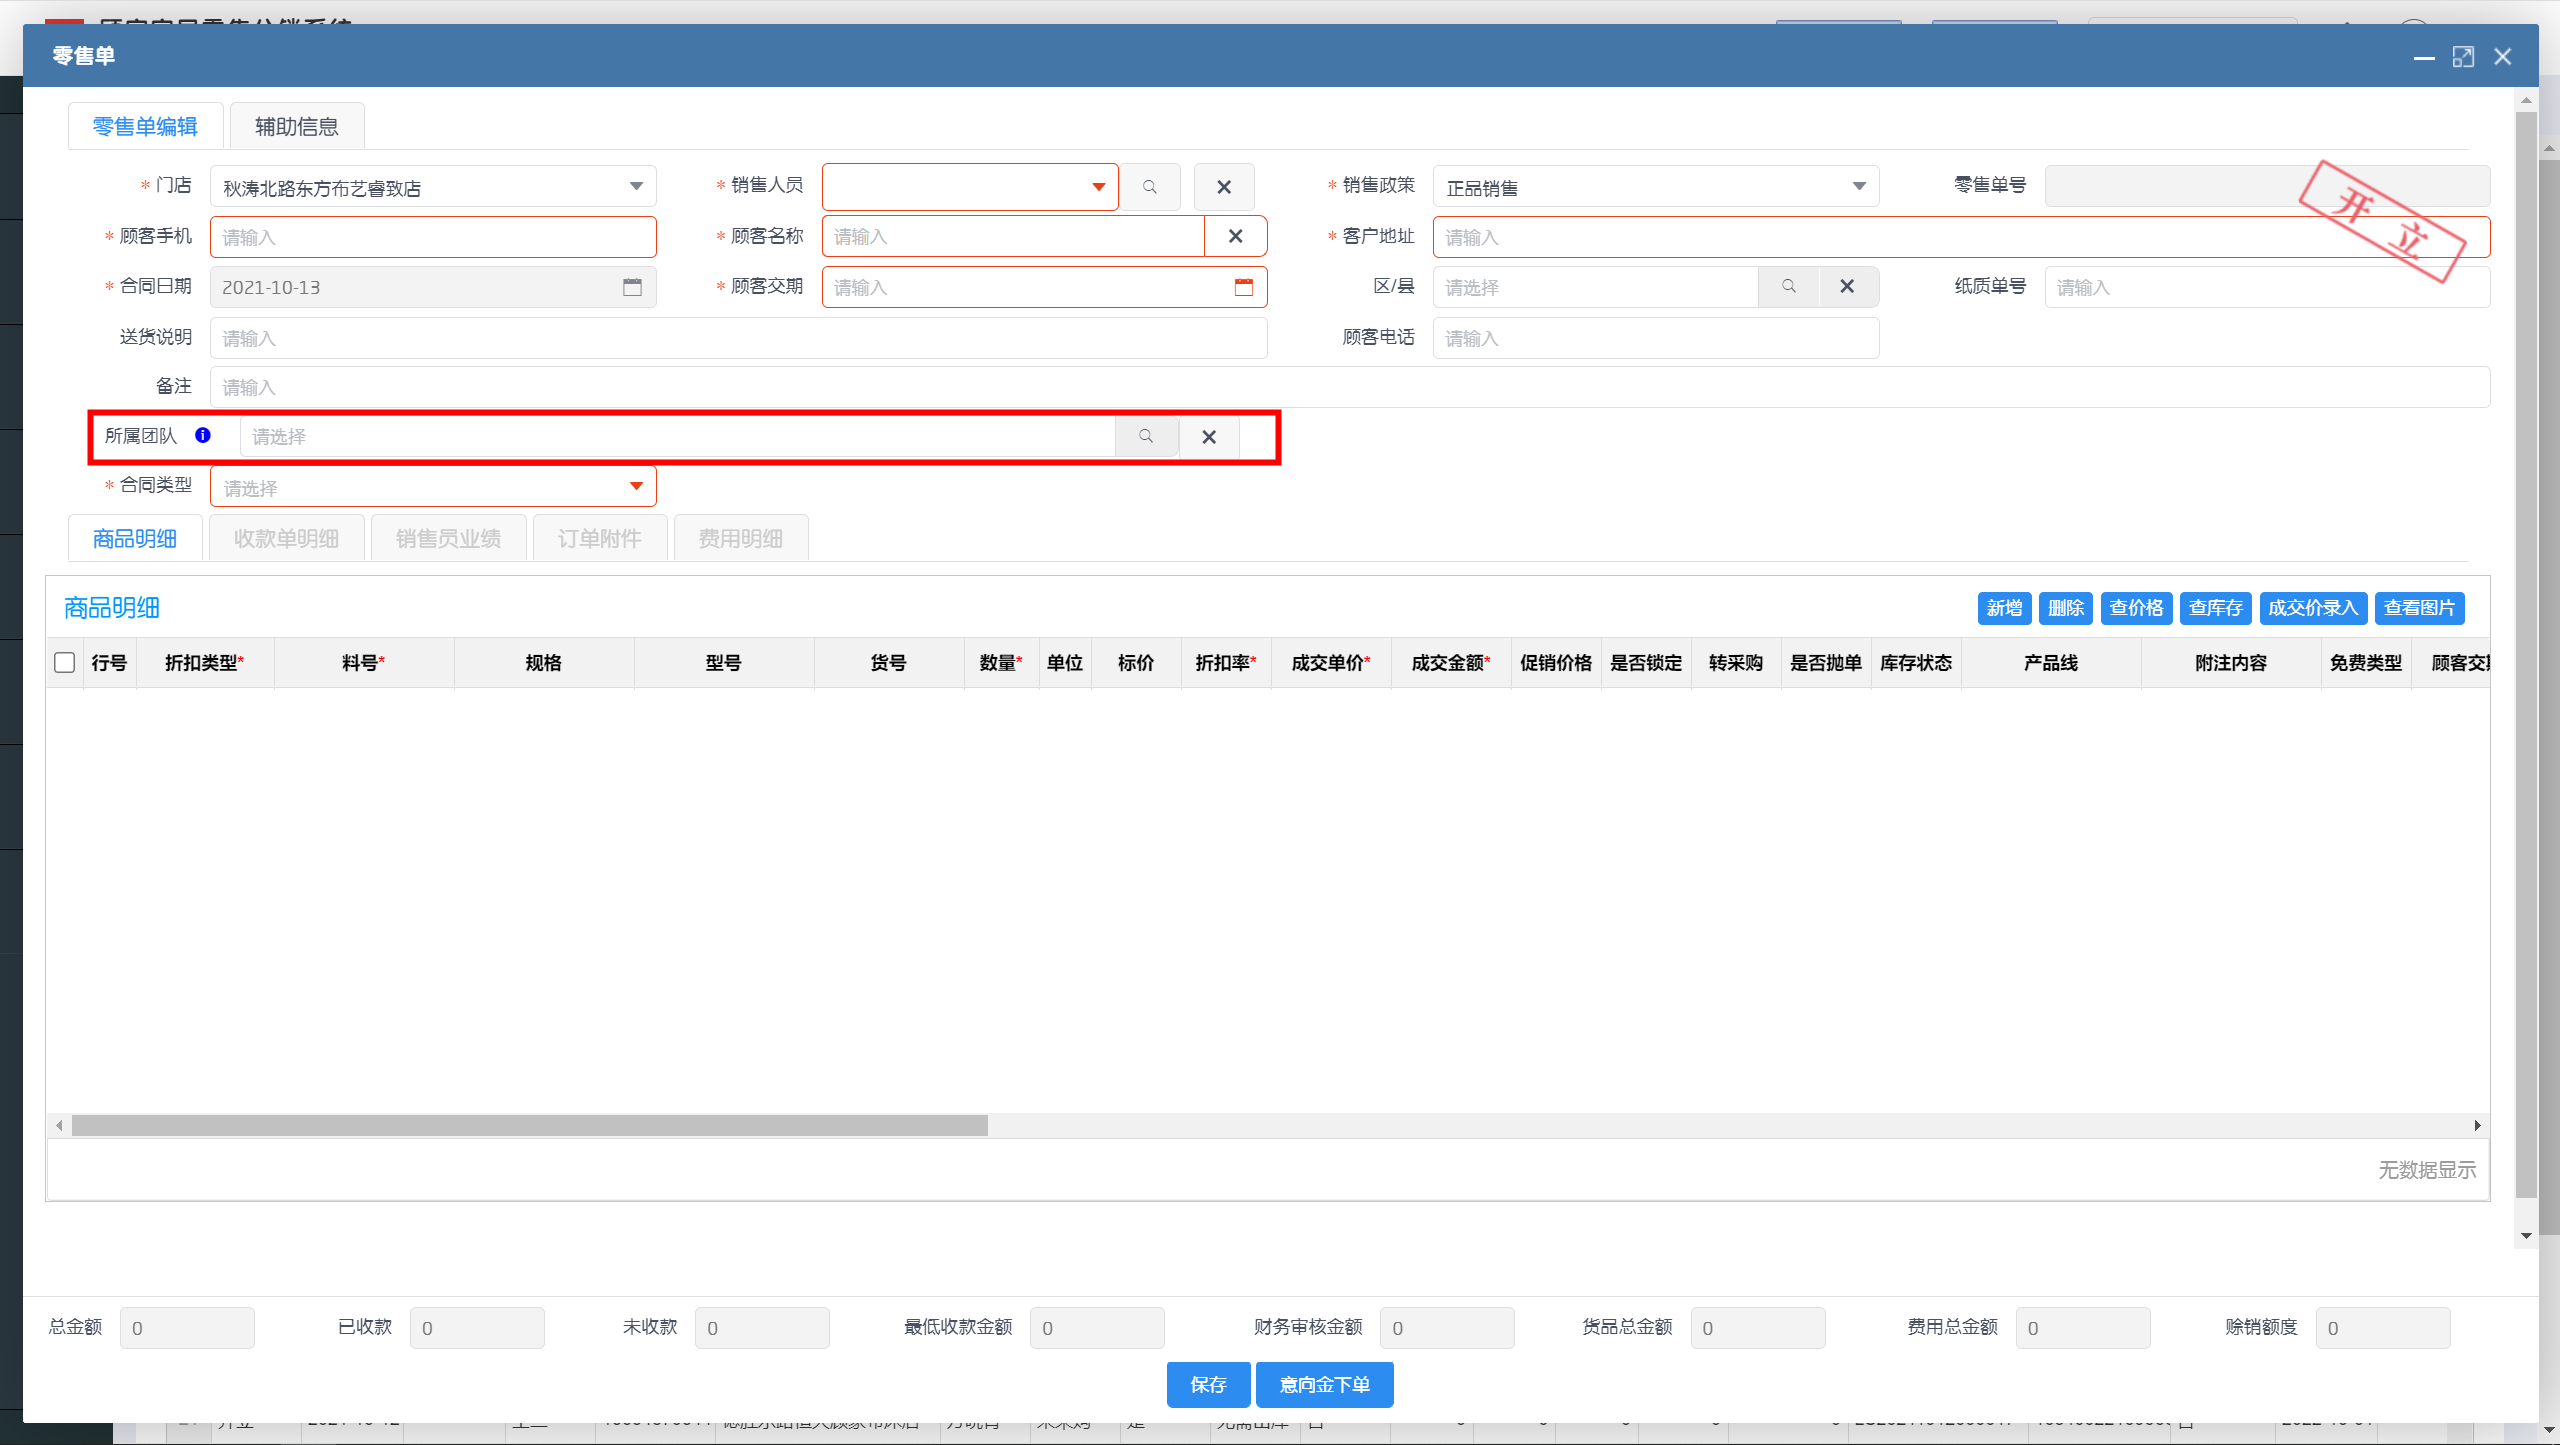 零售单
零售单编辑 辅助信息
* 门店 秋涛北路东方布艺睿致店 * 销售人员 * 销售政策 正品销售 零售单号
开立
* 顾客手机 请输入 * 顾客名称 请输入 * 客户地址 请输入
* 合同日期 2021-10-13 * 顾客交期 请输入 区/县 请选择 纸质单号 请输入
送货说明 请输入 顾客电话 请输入
备注 请输入
所属团队 请选择
* 合同类型 请选择
商品明细 收款单明细 销售员业绩 订单附件 费用明细
商品明细 新增 删除 查价格 查库存 成交价录入 查看图片
行号 折扣类型* 料号* 规格 型号 货号 数量* 单位 标价 折扣率* 成交单价* 成交金额* 促销价格 是否锁定 转采购 是否抛单 库存状态 产品线 附注内容 免费类型 顾客交
无数据显示
总金额 0 已收款 0 未收款 0 最低收款金额 0 财务审核金额 0 货品总金额 0 费用总金额 0 赊销额度 0
保存 意向金下单